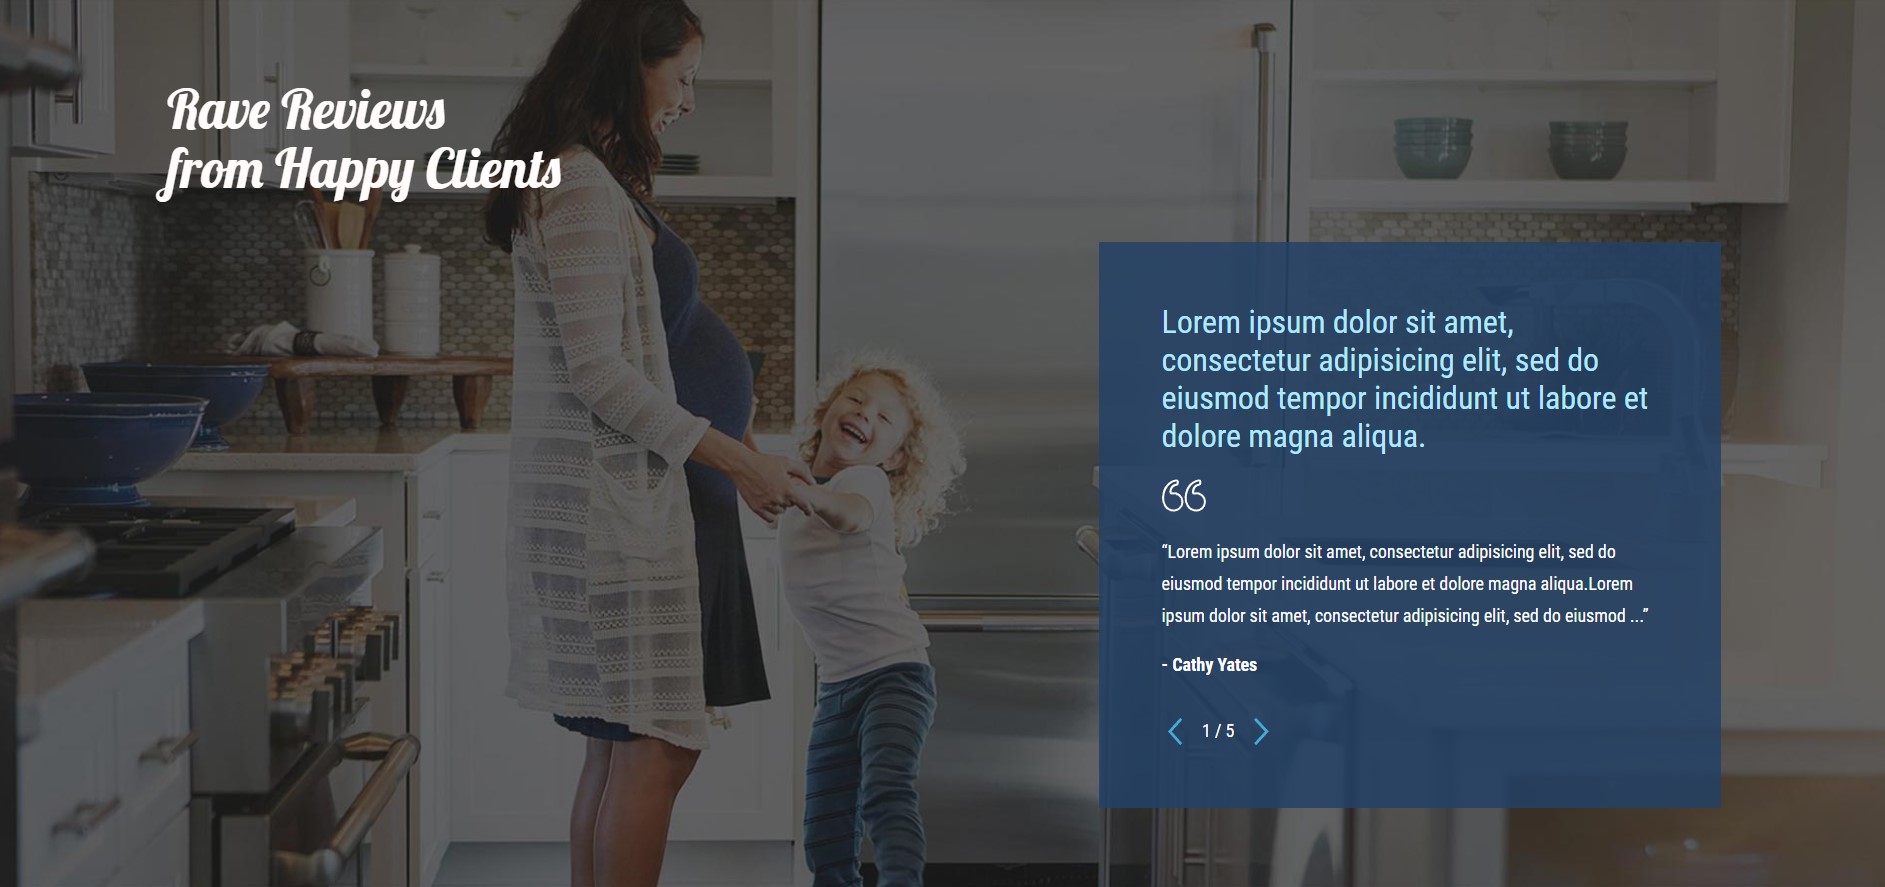 Rave Reviews
from Happy Clients
Lorem ipsum dolor sit amet,
consectetur adipisicing elit, sed do
eiusmod tempor incididunt ut labore et
dolore magna aliqua.
“Lorem ipsum dolor sit amet, consectetur adipisicing elit, sed do
eiusmod tempor incididunt ut labore et dolore magna aliqua.Lorem
ipsum dolor sit amet, consectetur adipisicing elit, sed do eiusmod ...”
- Cathy Yates
1 / 5